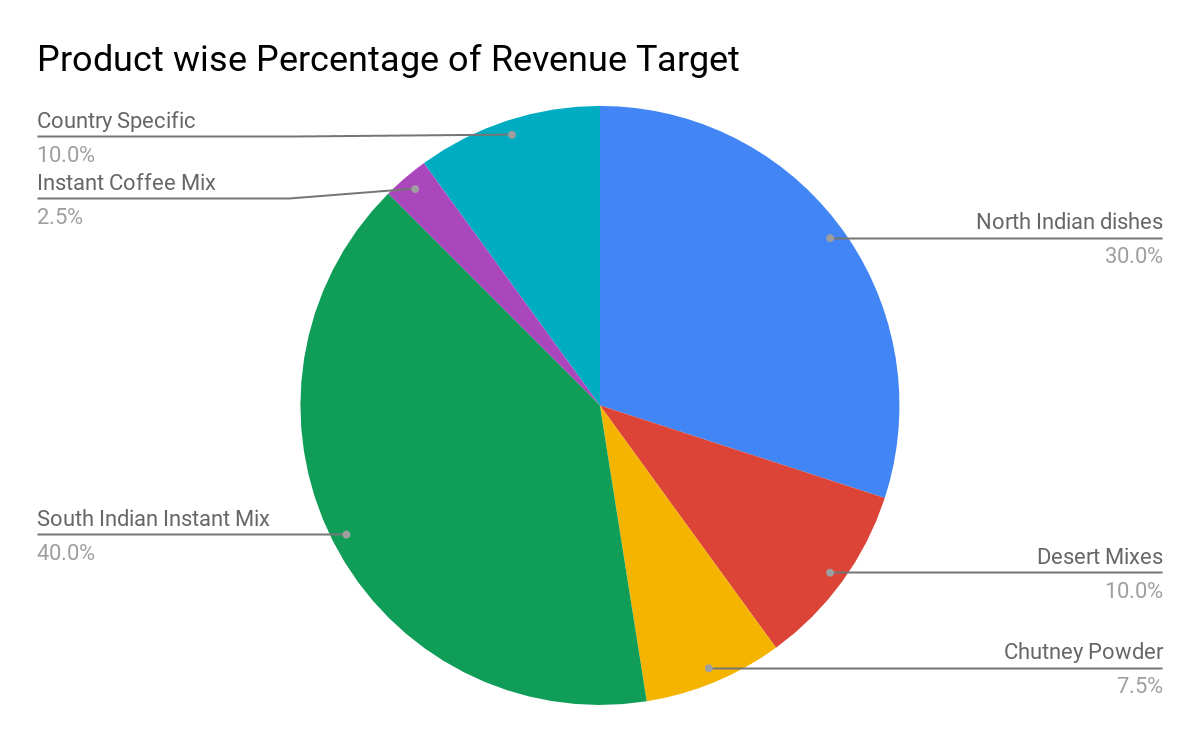 Product wise Percentage of Revenue Target
Country Specific
10.0%
Instant Coffee Mix
2.5%
South Indian Instant Mix
40.0%
North Indian dishes
30.0%
Desert Mixes
10.0%
Chutney Powder
7.5%